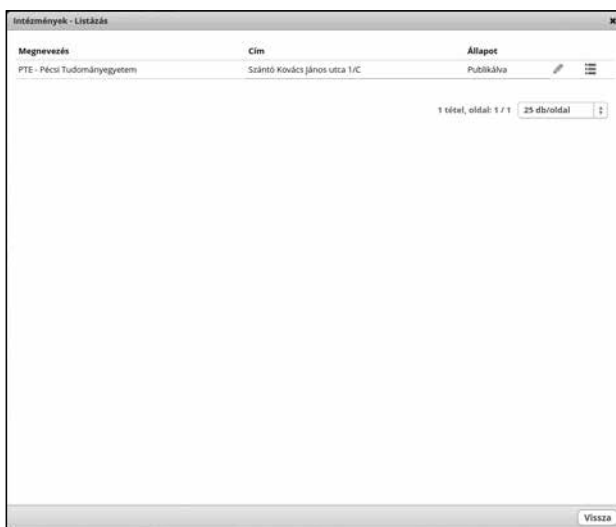 Intézmények - Listázás
Megnevezés Cím Állapot
PTE - Pécsi Tudományegyetem Szántó Kovács János utca 1/C Publikálva
1 tétel, oldal: 1 / 1 25 db/oldal
Vissza